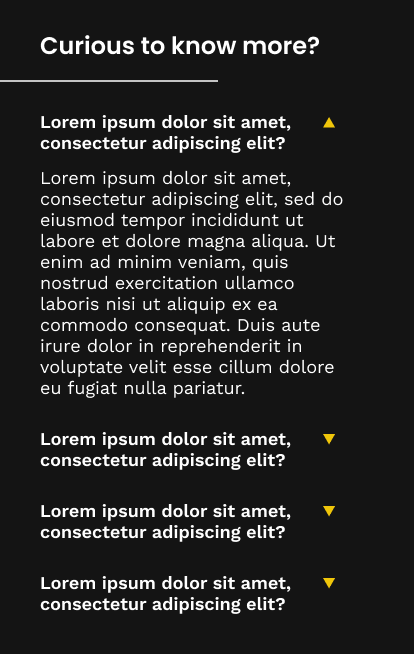 Curious to know more?
Lorem ipsum dolor sit amet,
consectetur adipiscing elit?
Lorem ipsum dolor sit amet,
consectetur adipiscing elit, sed do
eiusmod tempor incididunt ut
labore et dolore magna aliqua. Ut
enim ad minim veniam, quis
nostrud exercitation ullamco
laboris nisi ut aliquip ex ea
commodo consequat. Duis aute
irure dolor in reprehenderit in
voluptate velit esse cillum dolore
eu fugiat nulla pariatur.
Lorem ipsum dolor sit amet,
consectetur adipiscing elit?
Lorem ipsum dolor sit amet,
consectetur adipiscing elit?
Lorem ipsum dolor sit amet,
consectetur adipiscing elit?